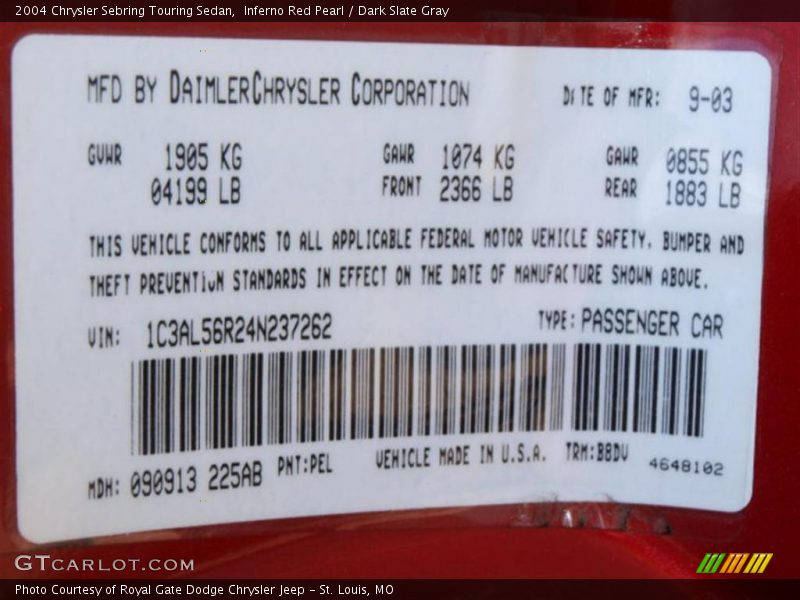 2004 Chrysler Sebring Touring Sedan,  Inferno Red Pearl / Dark Slate Gray
MFD BY DAIMLERCHRYSLER CORPORATION DATE OF MFR: 9-03
GVWR 1905 KG GAWR 1074 KG GAWR 0855 KG
04199 LB FRONT 2366 LB REAR 1883 LB
THIS VEHICLE CONFORMS TO ALL APPLICABLE FEDERAL MOTOR VEHICLE SAFETY, BUMPER AND
THEFT PREVENTION STANDARDS IN EFFECT ON THE DATE OF MANUFACTURE SHOWN ABOVE.
VIN: 1C3AL56R24N237262 TYPE: PASSENGER CAR
MDH: 090913 225AB PNT:PEL VEHICLE MADE IN U.S.A. TRM:B8DV 4648102
GTCARLOT.COM
Photo Courtesy of Royal Gate Dodge Chrysler Jeep - St. Louis, MO